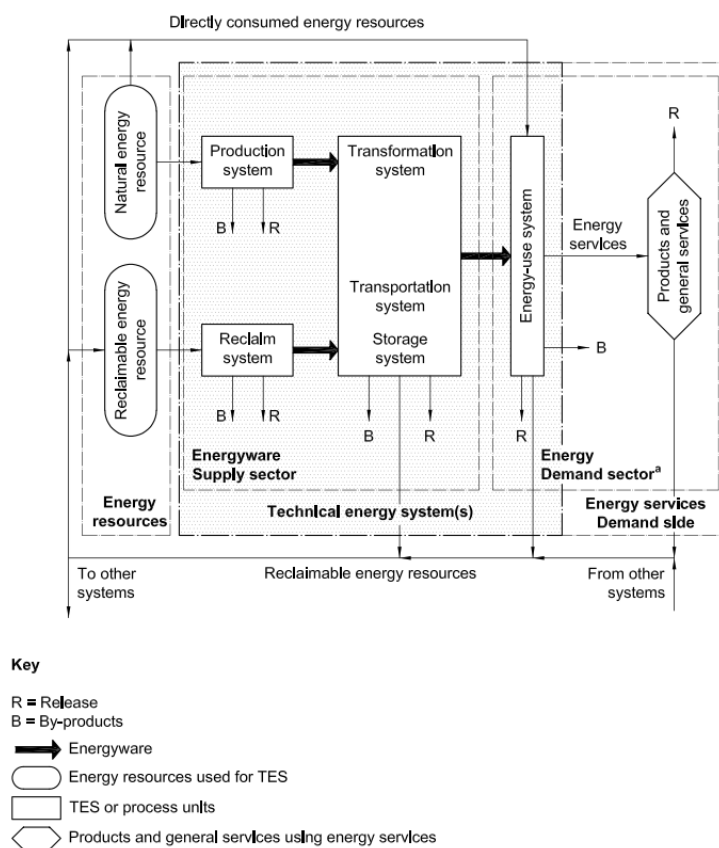 Directly consumed energy resources
R
Natural energy
resource
Production
system
Transformation
system
B
R
Energy-use system
Energy
services
Products and
general services
Transportation
system
Reclaimable energy
resource
Reclaim
system
Storage
system
B
B
R
B
R
R
Energyware
Supply sector
Energy
Demand sectorᵃ
Energy
resources
Technical energy system(s)
Energy services
Demand side
To other
systems
Reclaimable energy resources
From other
systems
Key
R = Release
B = By-products
Energyware
Energy resources used for TES
TES or process units
Products and general services using energy services